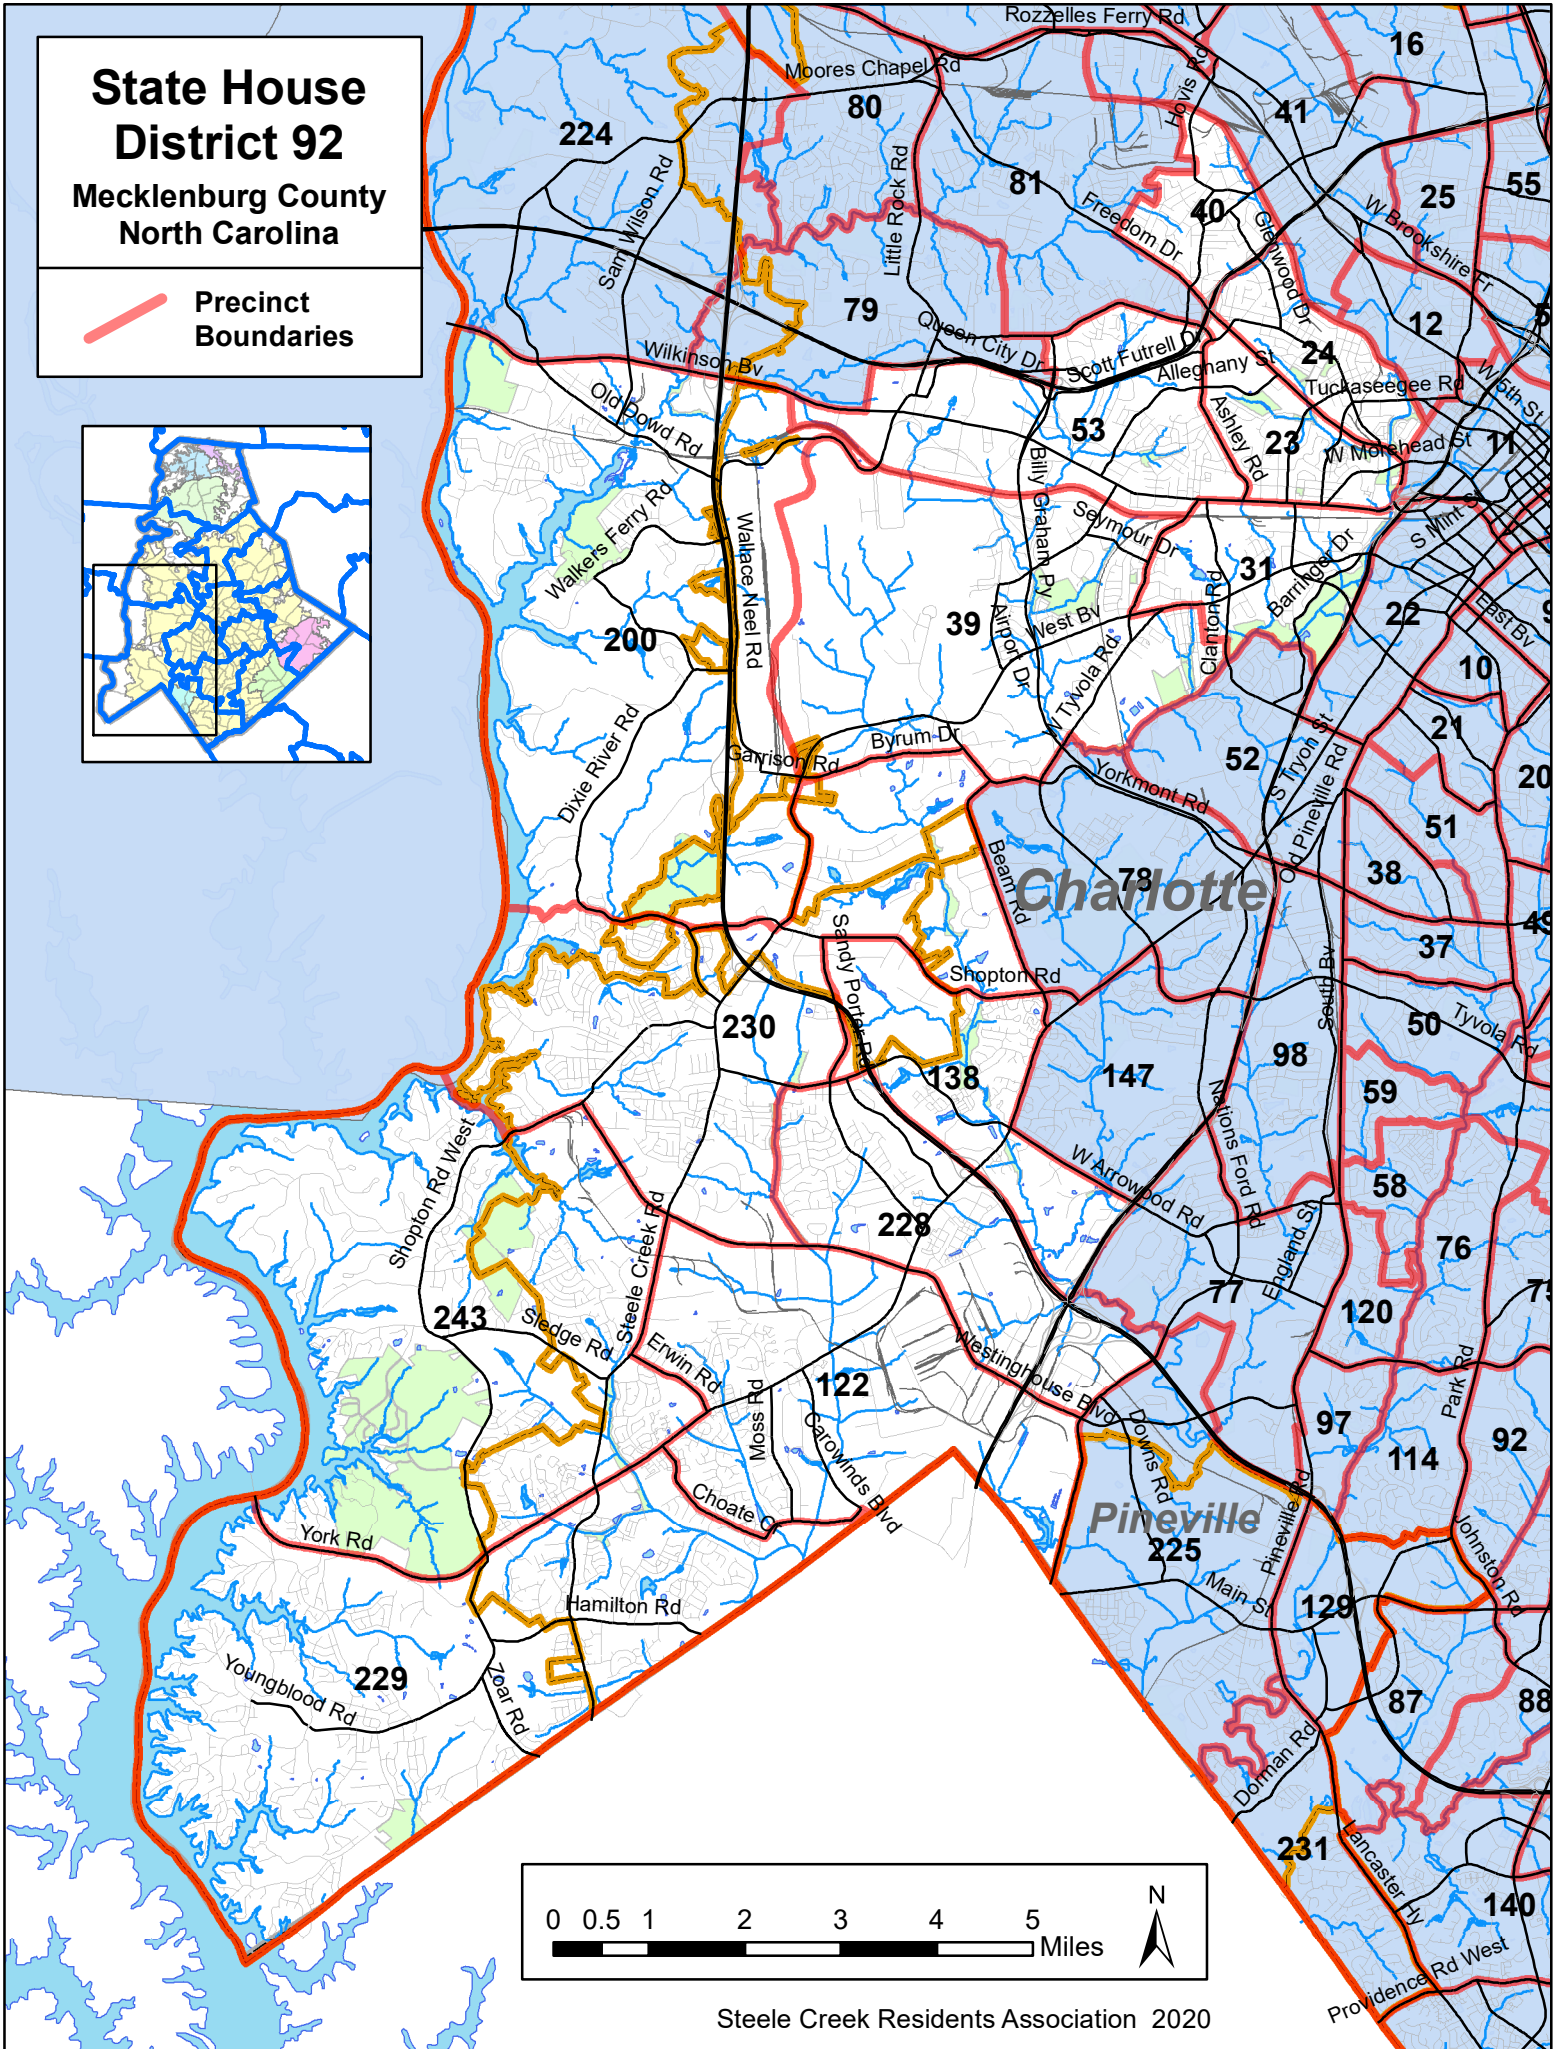 State House
District 92
Mecklenburg County
North Carolina
Precinct
Boundaries
Rozzelles Ferry Rd
16
Moores Chapel Rd
Hovis Rd
80
41
224
Little Rock Rd
81
25
55
Sam Wilson Rd
Freedom Dr
40
Glenwood Dr
W Brookshire Fr
79
12
5
Queen City Dr
Scott Futrell Dr
24
Wilkinson Bv
Alleghany St
Tuckaseegee Rd
W 5th St
Old Dowd Rd
53
Ashley Rd
23
W Morehead St
11
Billy Graham Py
Walkers Ferry Rd
Wallace Neel Rd
Seymour Dr
S Mint St
31
Barringer Dr
Clanton Rd
200
39
Airport Dr
West Bv
22
East Bv
9
W Tyvola Rd
10
Dixie River Rd
Byrum Dr
Garrison Rd
52
S Tryon St
21
Yorkmont Rd
Old Pineville Rd
20
51
Beam Rd
Charlotte
78
38
Sandy Porter Rd
49
37
Shopton Rd
South Bv
230
50
Tyvola Rd
138
147
98
59
Nations Ford Rd
Shopton Rd West
W Arrowood Rd
58
Steele Creek Rd
228
England St
76
77
75
243
Sledge Rd
120
Erwin Rd
Westinghouse Blvd
Park Rd
122
Moss Rd
Carowinds Blvd
Downs Rd
97
114
92
Choate Cr
York Rd
Pineville
225
Pineville Rd
Johnston Rd
Hamilton Rd
Main St
129
Youngblood Rd
229
Zoar Rd
87
88
Dorman Rd
231
Lancaster Hy
140
Providence Rd West
0 0.5 1 2 3 4 5
Miles
N
Steele Creek Residents Association 2020